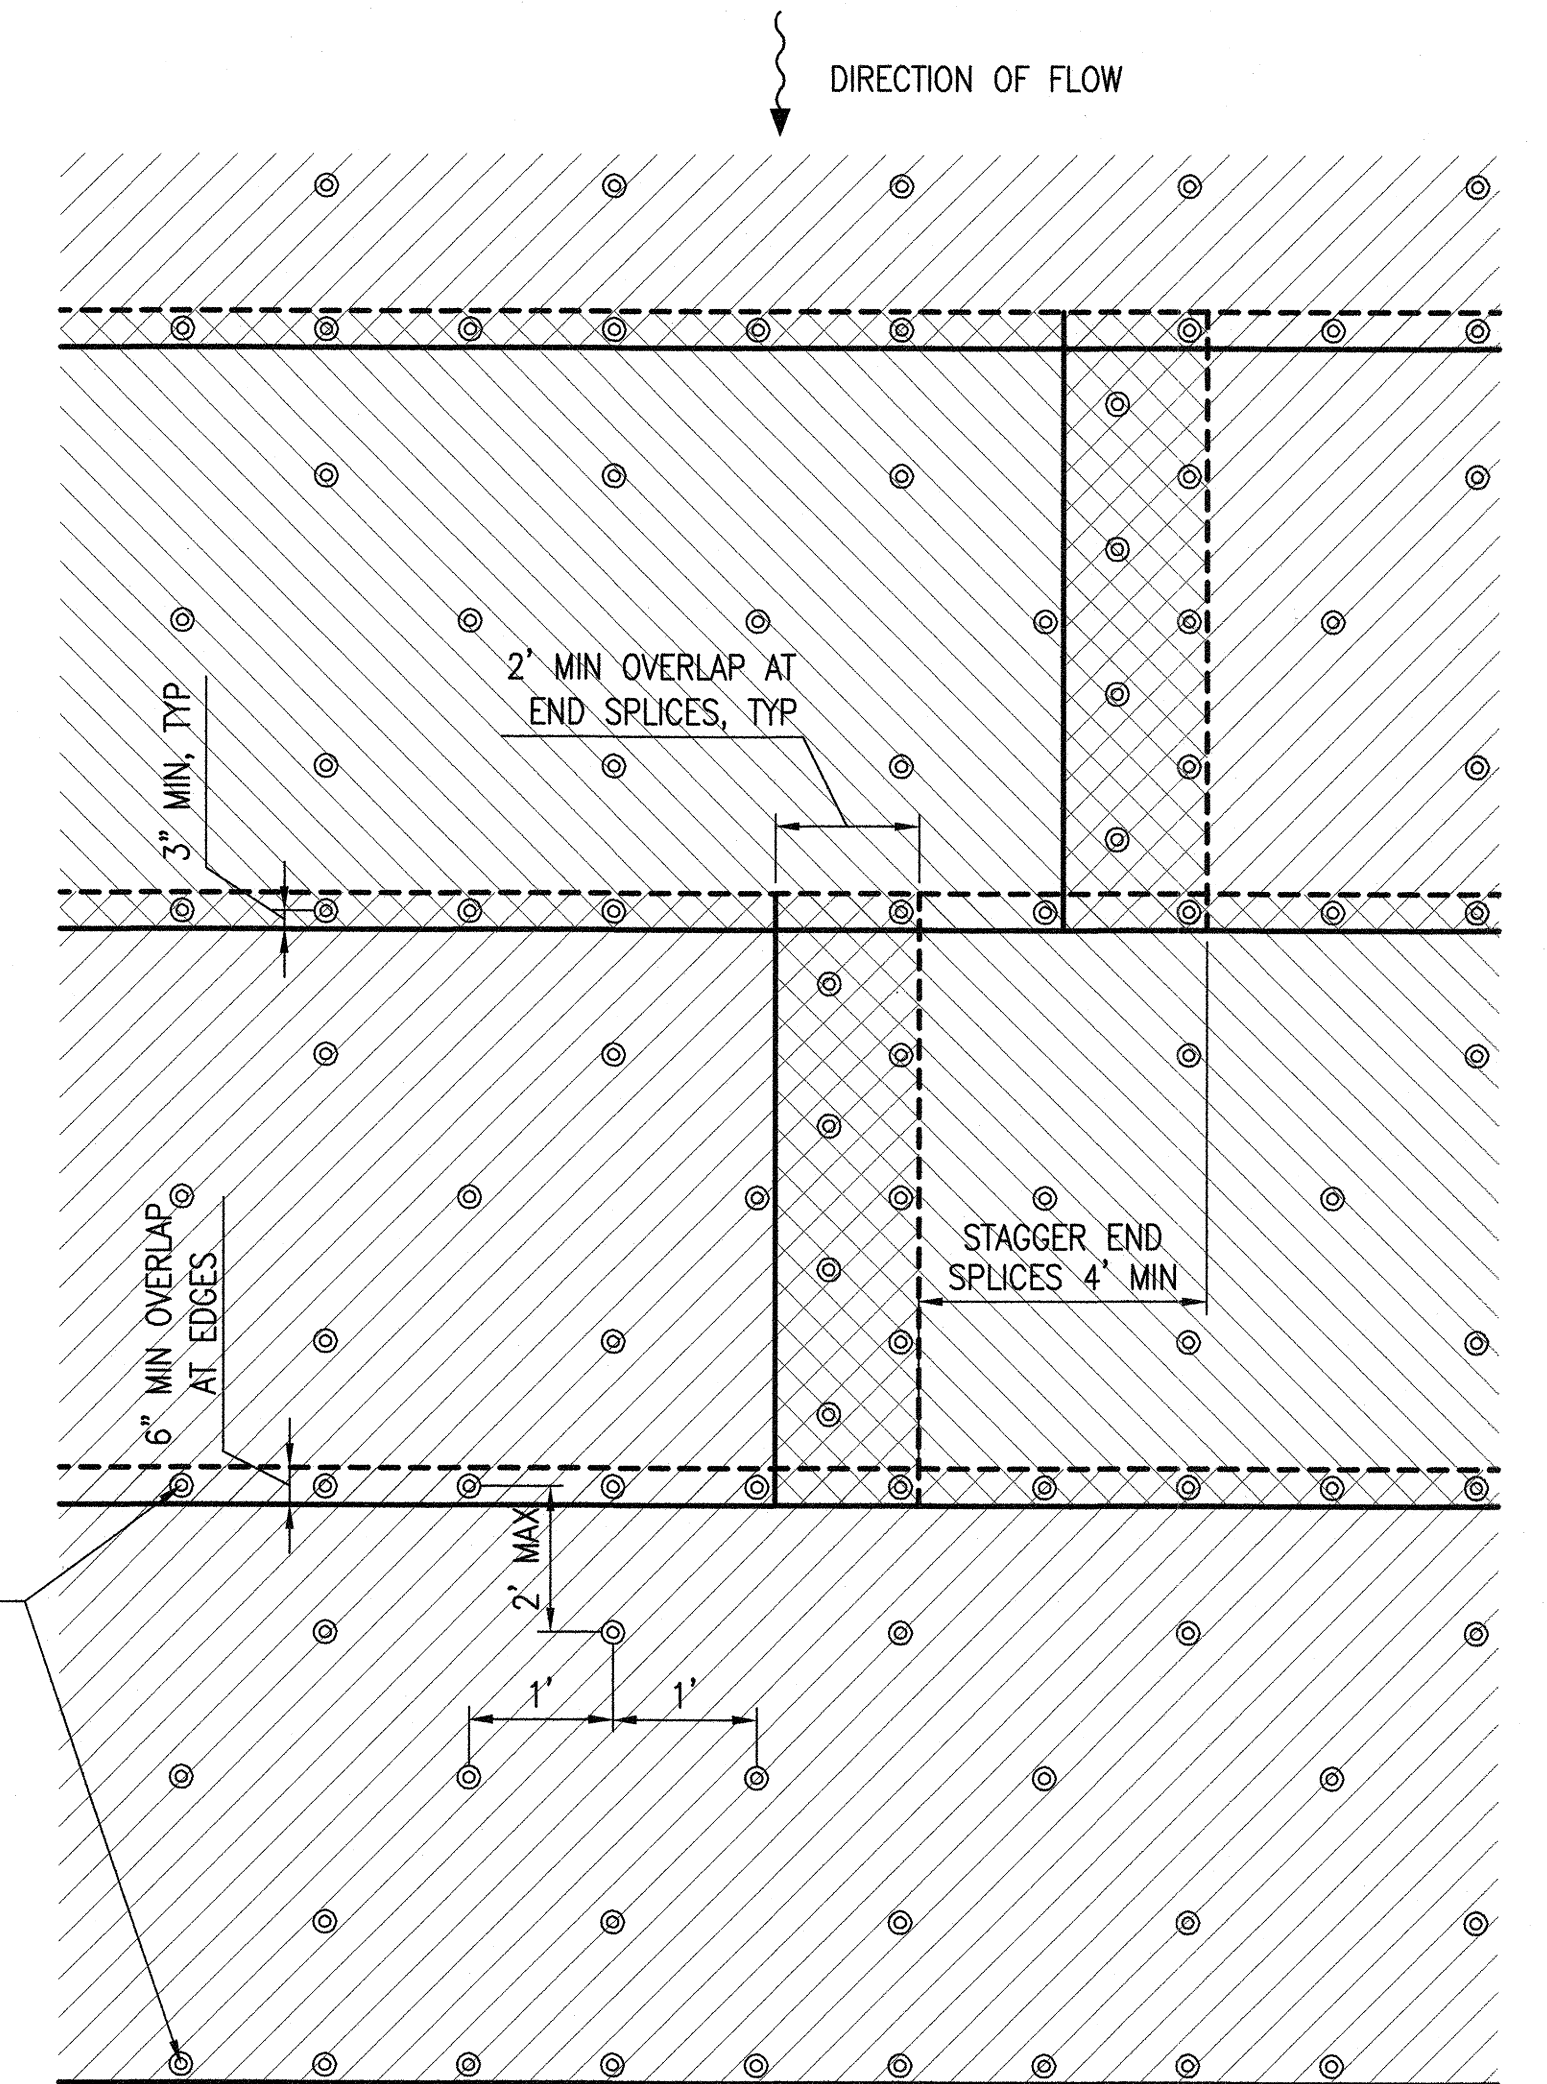 DIRECTION OF FLOW
2' MIN OVERLAP AT
END SPLICES, TYP
3" MIN, TYP
STAGGER END
SPLICES 4' MIN
6" MIN OVERLAP
AT EDGES
2' MAX
1'
1'